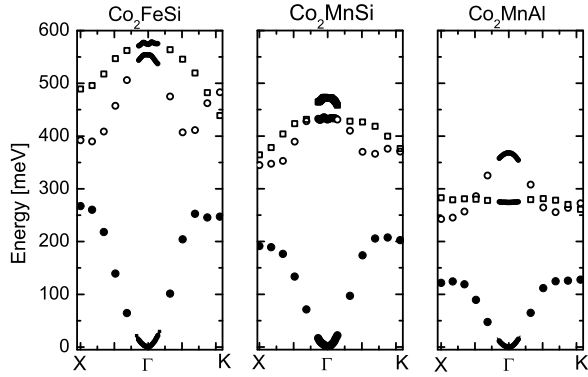 Co₂FeSi Co₂MnSi Co₂MnAl
Energy [meV]
600
500
400
300
200
100
0
X Γ K X Γ K X Γ K